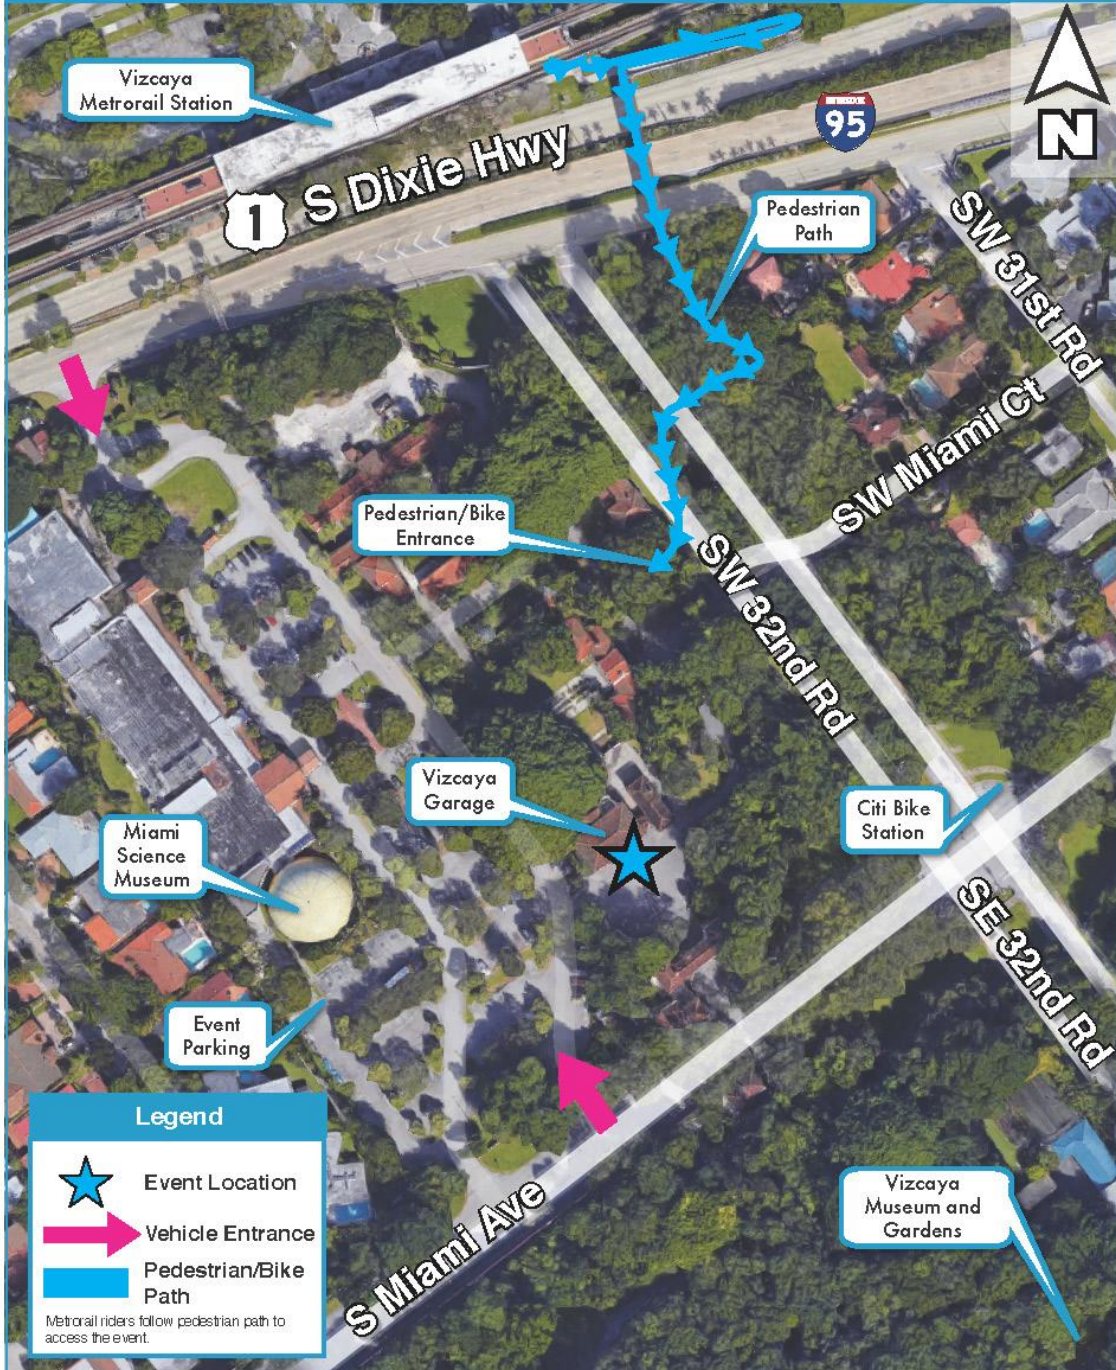 Vizcaya
Metrorail Station
N
95
S Dixie Hwy
1
Pedestrian
Path
SW 31st Rd
SW Miami Ct
Pedestrian/Bike
Entrance
SW 32nd Rd
Vizcaya
Garage
Citi Bike
Station
Miami
Science
Museum
SE 32nd Rd
Event
Parking
S Miami Ave
Vizcaya
Museum and
Gardens
Legend
Event Location
Vehicle Entrance
Pedestrian/Bike
Path
Metrorail riders follow pedestrian path to
access the event.